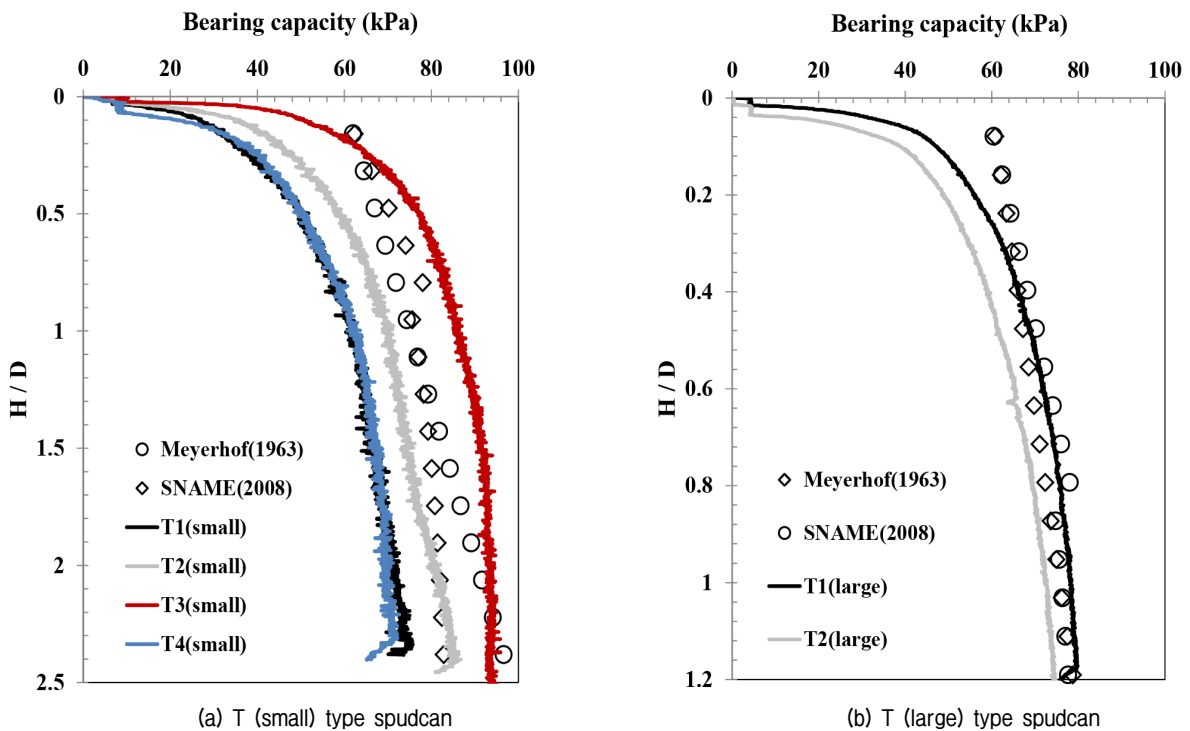 Bearing capacity (kPa)
0 20 40 60 80 100
0
0.5
1
1.5
2
2.5
H / D
Meyerhof(1963)
SNAME(2008)
T1(small)
T2(small)
T3(small)
T4(small)
(a) T (small) type spudcan
Bearing capacity (kPa)
0 20 40 60 80 100
0
0.2
0.4
0.6
0.8
1
1.2
H / D
Meyerhof(1963)
SNAME(2008)
T1(large)
T2(large)
(b) T (large) type spudcan